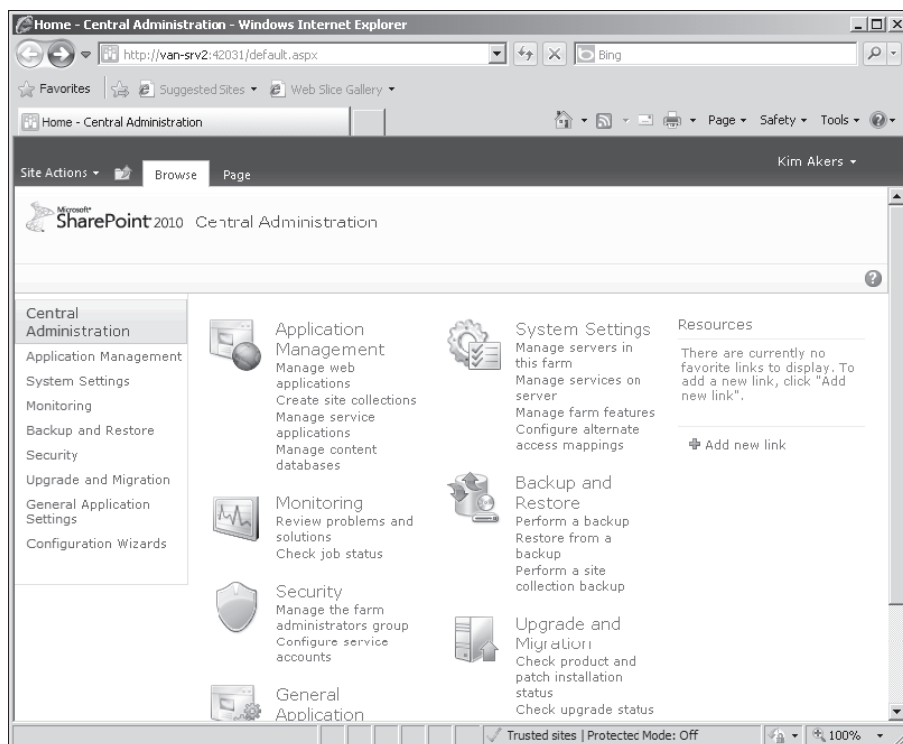 Home - Central Administration - Windows Internet Explorer
http://van-srv2:42031/default.aspx
Bing
Favorites
Suggested Sites
Web Slice Gallery
Home - Central Administration
Page
Safety
Tools
Kim Akers
Site Actions
Browse
Page
Microsoft
SharePoint 2010
Central Administration
Central
Administration
Application Management
System Settings
Monitoring
Backup and Restore
Security
Upgrade and Migration
General Application
Settings
Configuration Wizards
Application
Management
Manage web
applications
Create site collections
Manage service
applications
Manage content
databases
Monitoring
Review problems and
solutions
Check job status
Security
Manage the farm
administrators group
Configure service
accounts
General
Application
System Settings
Manage servers in
this farm
Manage services on
server
Manage farm features
Configure alternate
access mappings
Backup and
Restore
Perform a backup
Restore from a
backup
Perform a site
collection backup
Upgrade and
Migration
Check product and
patch installation
status
Check upgrade status
Resources
There are currently no
favorite links to display. To
add a new link, click "Add
new link".
Add new link
Trusted sites | Protected Mode: Off
100%